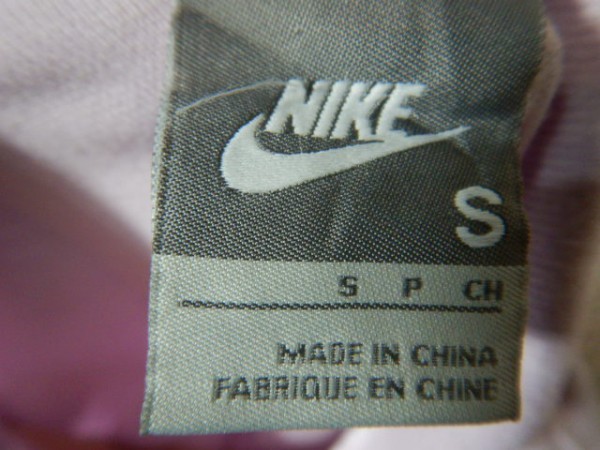 NIKE
S
S P CH
MADE IN CHINA
FABRIQUE EN CHINE